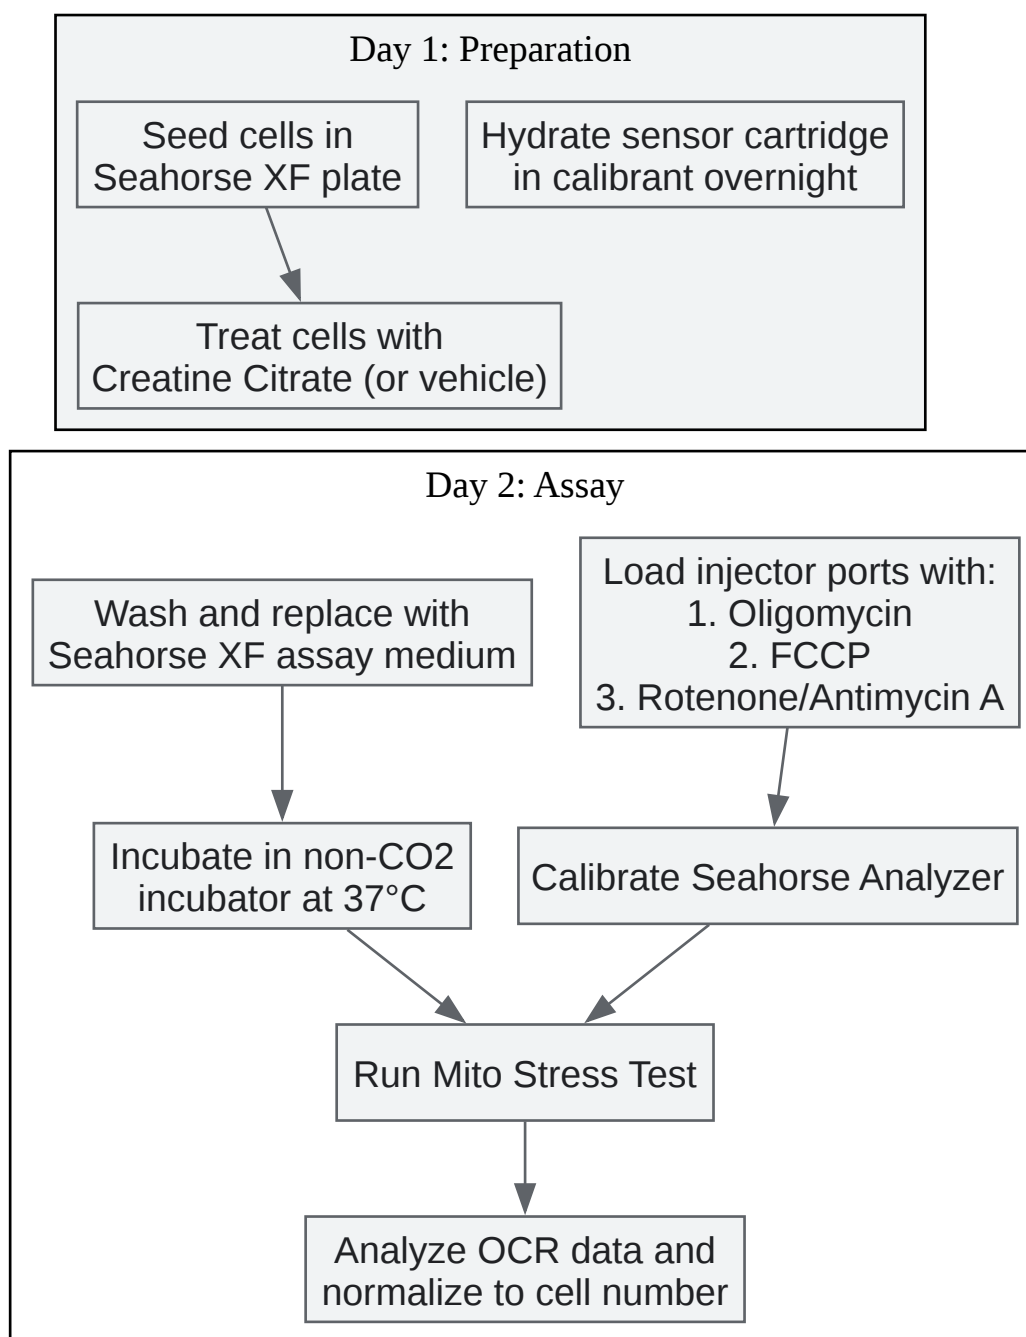 Day 1: Preparation
Seed cells in
Seahorse XF plate
Hydrate sensor cartridge
in calibrant overnight
Treat cells with
Creatine Citrate (or vehicle)
Day 2: Assay
Wash and replace with
Seahorse XF assay medium
Load injector ports with:
1. Oligomycin
2. FCCP
3. Rotenone/Antimycin A
Incubate in non-CO2
incubator at 37°C
Calibrate Seahorse Analyzer
Run Mito Stress Test
Analyze OCR data and
normalize to cell number